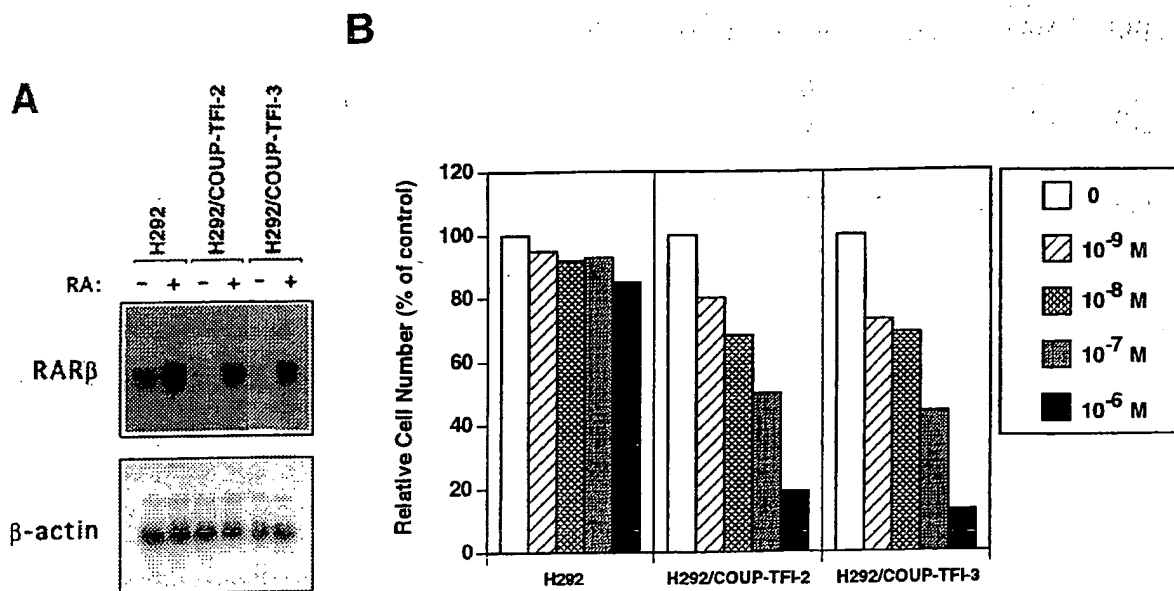 A
B
H292
H292/COUP-TFI-2
H292/COUP-TFI-3
RA: - + - + - +
RARβ
β-actin
Relative Cell Number (% of control)
120
100
80
60
40
20
0
H292
H292/COUP-TFI-2
H292/COUP-TFI-3
0
10⁻⁹ M
10⁻⁸ M
10⁻⁷ M
10⁻⁶ M